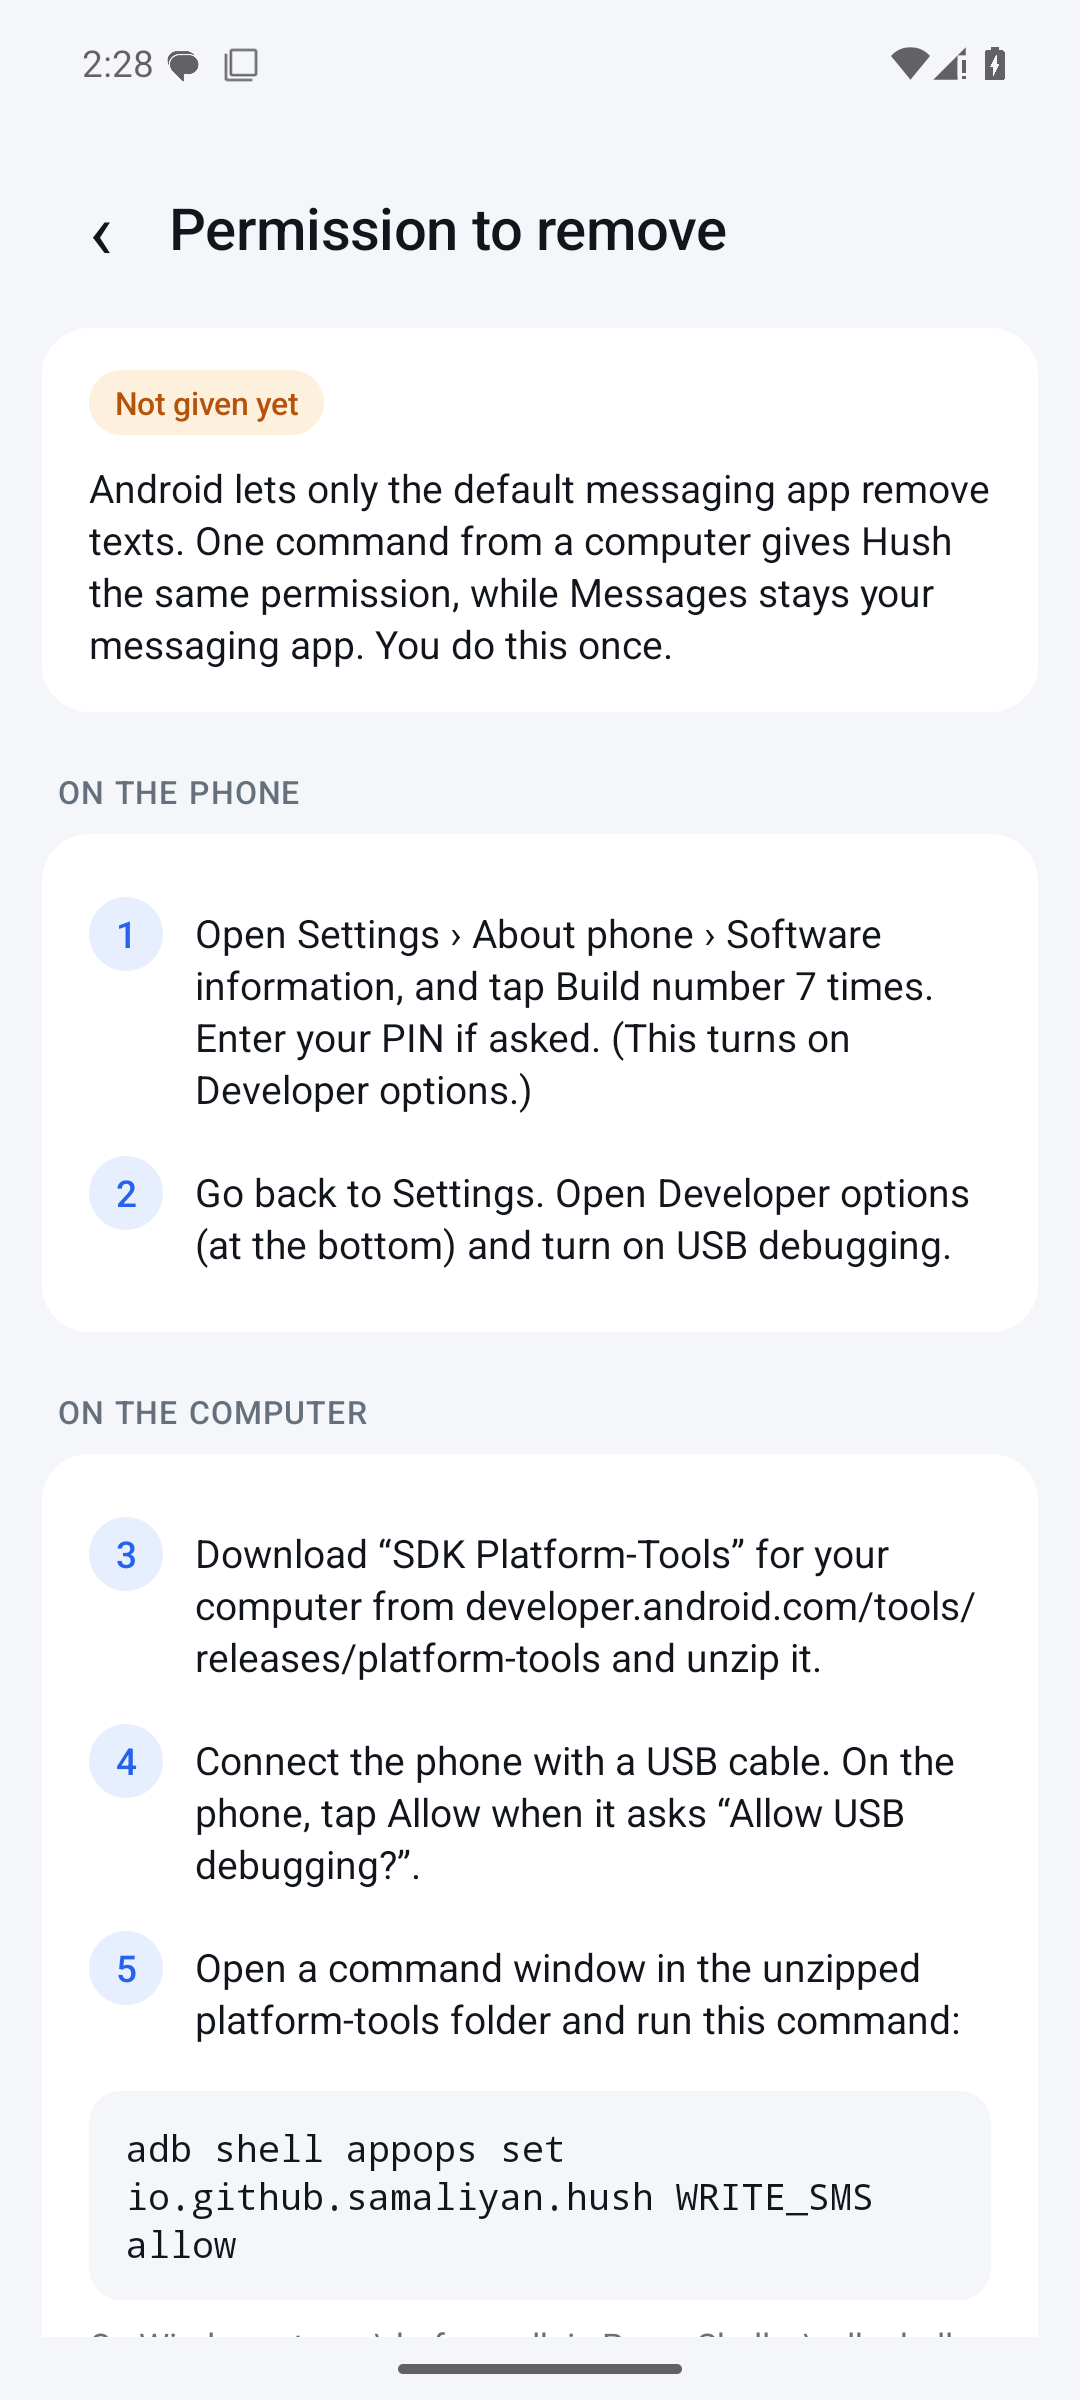 2:28
‹ Permission to remove
Not given yet
Android lets only the default messaging app remove
texts. One command from a computer gives Hush
the same permission, while Messages stays your
messaging app. You do this once.
ON THE PHONE
1 Open Settings › About phone › Software
information, and tap Build number 7 times.
Enter your PIN if asked. (This turns on
Developer options.)
2 Go back to Settings. Open Developer options
(at the bottom) and turn on USB debugging.
ON THE COMPUTER
3 Download “SDK Platform-Tools” for your
computer from developer.android.com/tools/
releases/platform-tools and unzip it.
4 Connect the phone with a USB cable. On the
phone, tap Allow when it asks “Allow USB
debugging?”.
5 Open a command window in the unzipped
platform-tools folder and run this command:
adb shell appops set
io.github.samaliyan.hush WRITE_SMS
allow